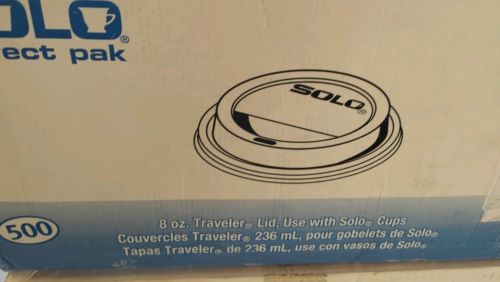 OLO®
ect pak
SOLO®
500
8 oz. Traveler® Lid, Use with Solo® Cups
Couvercles Traveler® 236 mL, pour gobelets de Solo®
Tapas Traveler® de 236 mL, use con vasos de Solo®